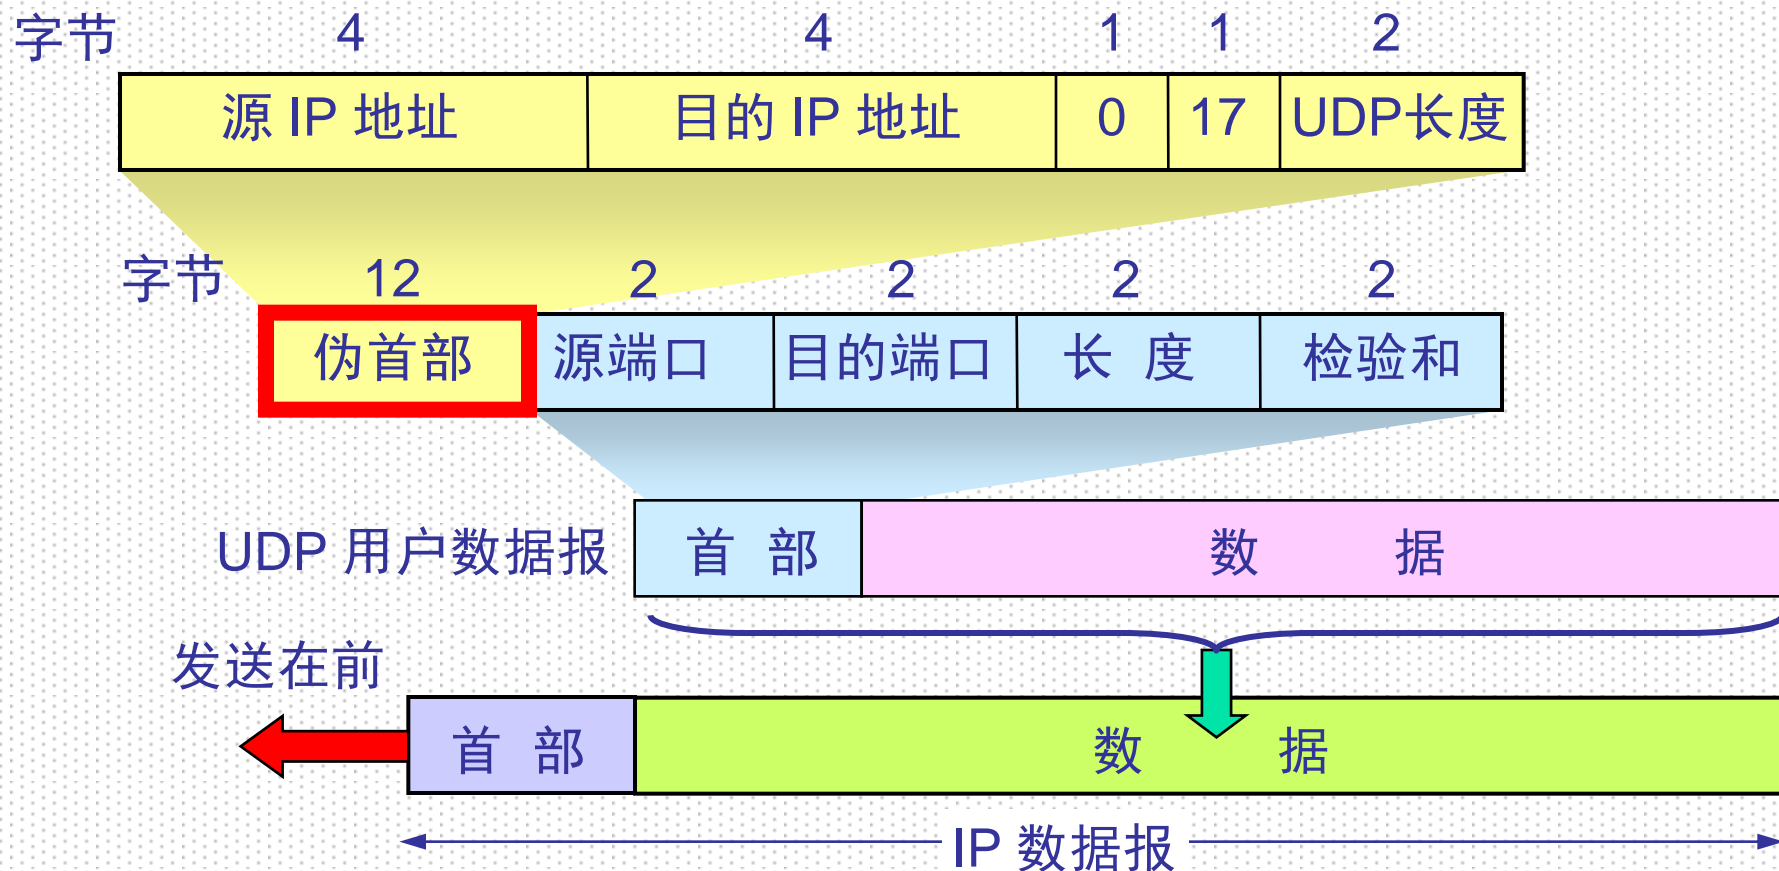 字节 4 4 1 1 2
源 IP 地址 目的 IP 地址 0 17 UDP长度
字节 12 2 2 2 2
伪首部 源端口 目的端口 长 度 检验和
UDP 用户数据报 首 部 数 据
发送在前
首 部 数 据
IP 数据报